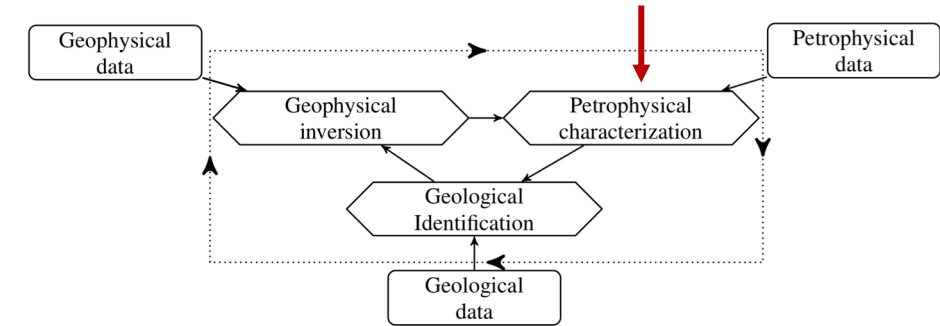 Geophysical
data
Petrophysical
data
Geophysical
inversion
Petrophysical
characterization
Geological
Identification
Geological
data